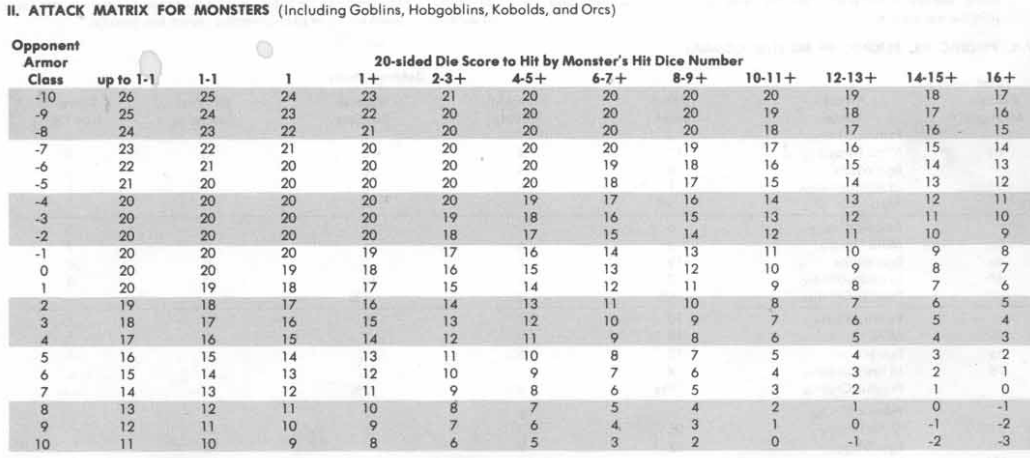 II. ATTACK MATRIX FOR MONSTERS (Including Goblins, Hobgoblins, Kobolds, and Orcs)
Opponent
Armor 20-sided Die Score to Hit by Monster's Hit Dice Number
Class up to 1-1 1-1 1 1+ 2-3+ 4-5+ 6-7+ 8-9+ 10-11+ 12-13+ 14-15+ 16+
-10 26 25 24 23 21 20 20 20 20 19 18 17
-9 25 24 23 22 20 20 20 20 19 18 17 16
-8 24 23 22 21 20 20 20 20 18 17 16 15
-7 23 22 21 20 20 20 20 19 17 16 15 14
-6 22 21 20 20 20 20 19 18 16 15 14 13
-5 21 20 20 20 20 20 18 17 15 14 13 12
-4 20 20 20 20 20 19 17 16 14 13 12 11
-3 20 20 20 20 19 18 16 15 13 12 11 10
-2 20 20 20 20 18 17 15 14 12 11 10 9
-1 20 20 20 19 17 16 14 13 11 10 9 8
0 20 20 19 18 16 15 13 12 10 9 8 7
1 20 19 18 17 15 14 12 11 9 8 7 6
2 19 18 17 16 14 13 11 10 8 7 6 5
3 18 17 16 15 13 12 10 9 7 6 5 4
4 17 16 15 14 12 11 9 8 6 5 4 3
5 16 15 14 13 11 10 8 7 5 4 3 2
6 15 14 13 12 10 9 7 6 4 3 2 1
7 14 13 12 11 9 8 6 5 3 2 1 0
8 13 12 11 10 8 7 5 4 2 1 0 -1
9 12 11 10 9 7 6 4 3 1 0 -1 -2
10 11 10 9 8 6 5 3 2 0 -1 -2 -3